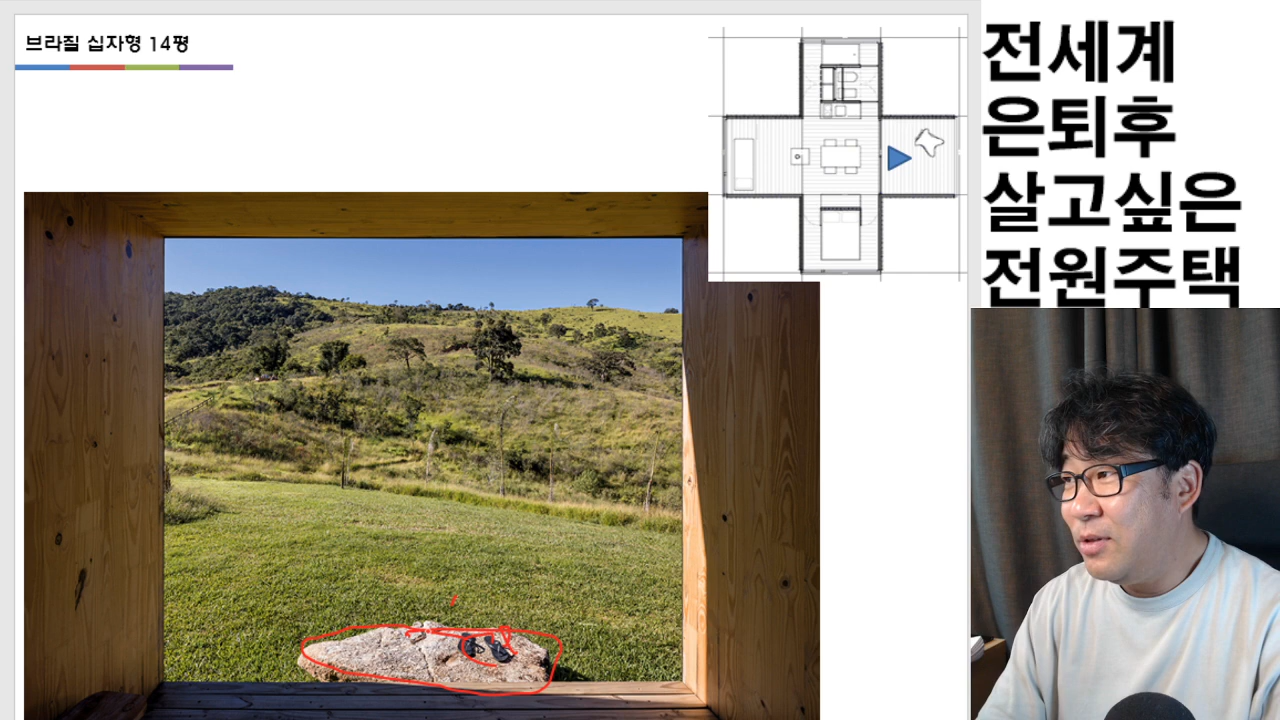 브라질 십자형 14평
전세계
은퇴후
살고싶은
전원주택